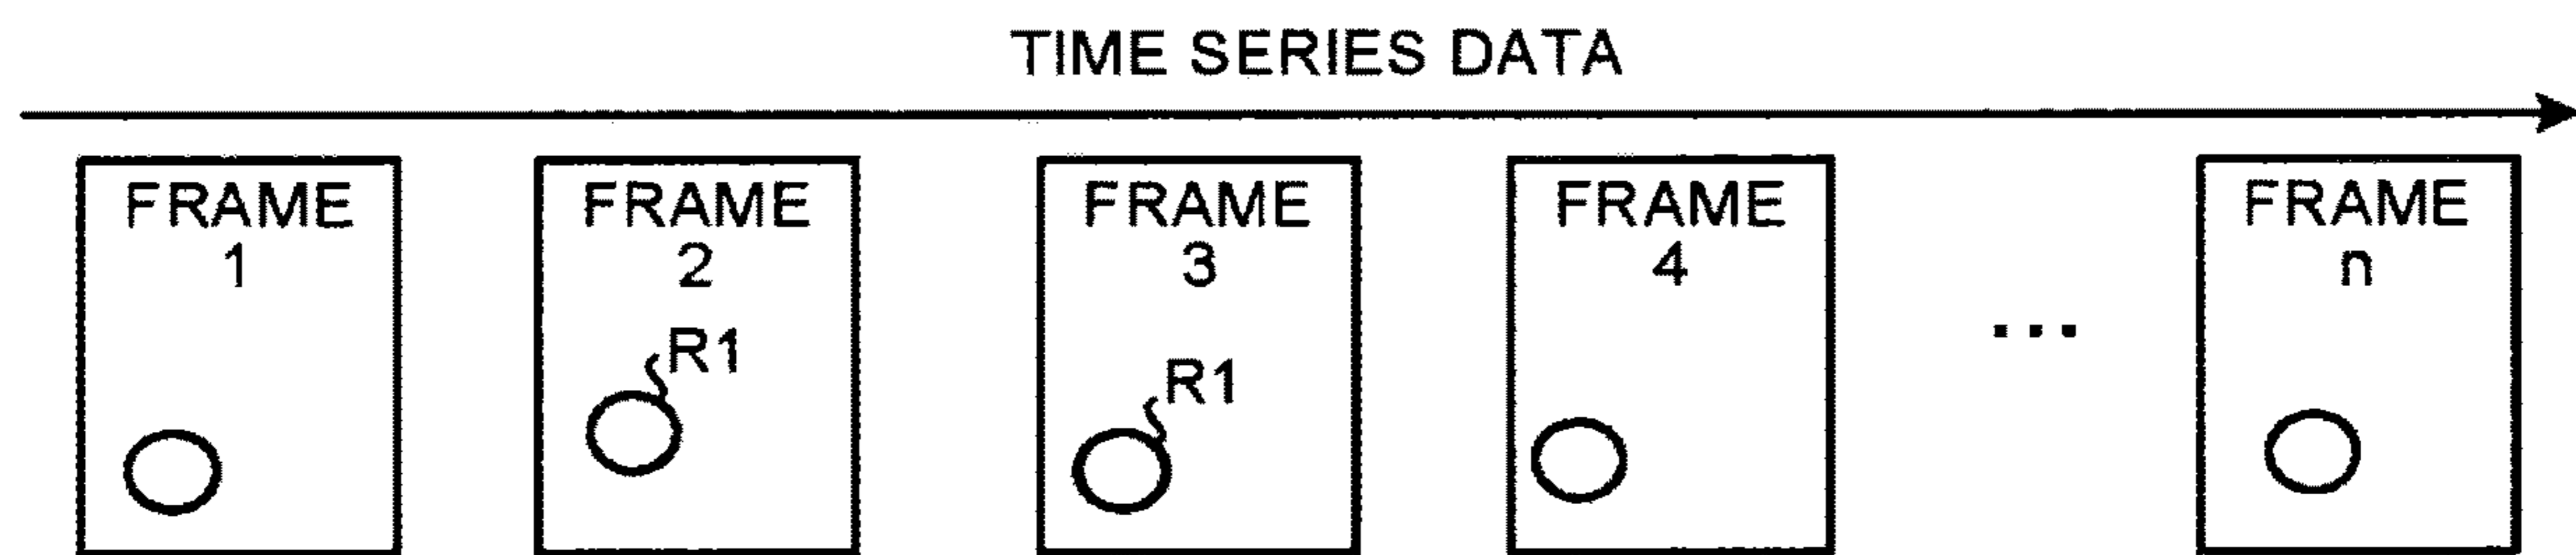 TIME SERIES DATA
FRAME
1
FRAME
2
R1
FRAME
3
R1
FRAME
4
...
FRAME
n